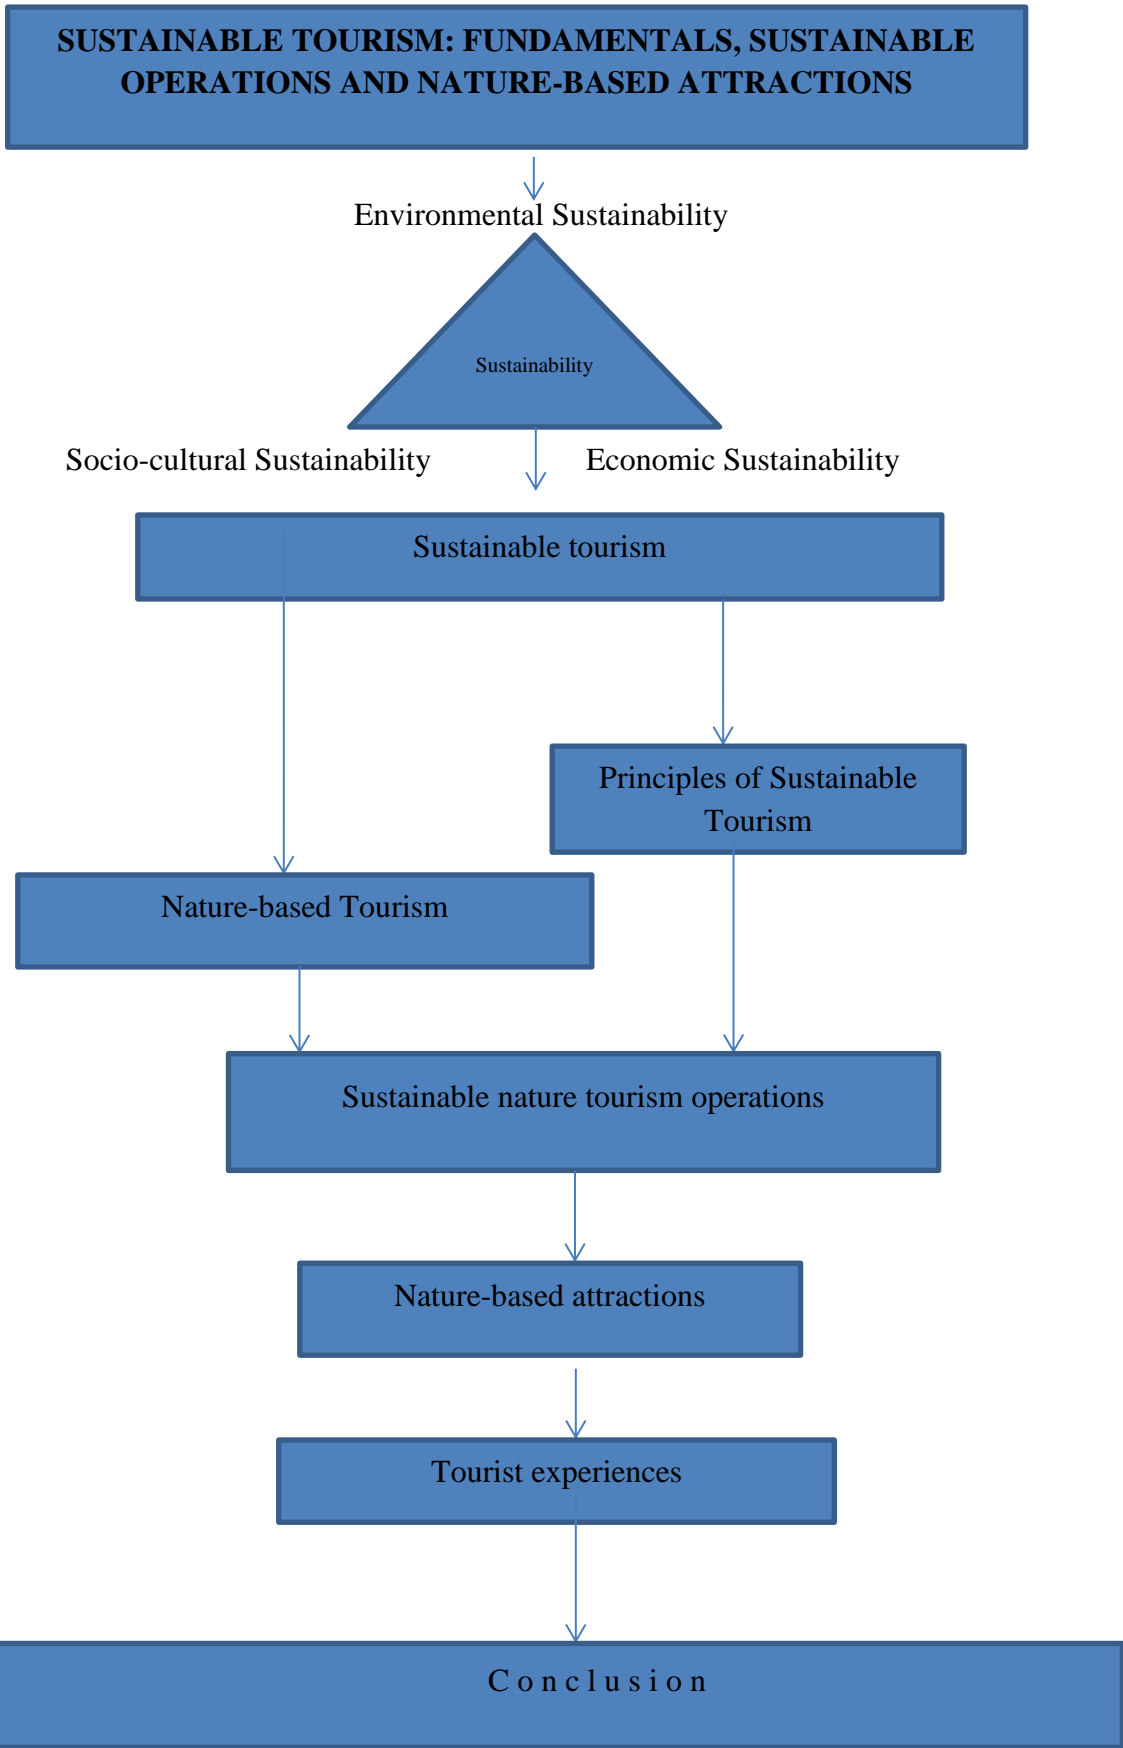 SUSTAINABLE TOURISM: FUNDAMENTALS, SUSTAINABLE
OPERATIONS AND NATURE-BASED ATTRACTIONS
Environmental Sustainability
Sustainability
Socio-cultural Sustainability
Economic Sustainability
Sustainable tourism
Principles of Sustainable
Tourism
Nature-based Tourism
Sustainable nature tourism operations
Nature-based attractions
Tourist experiences
C o n c l u s i o n